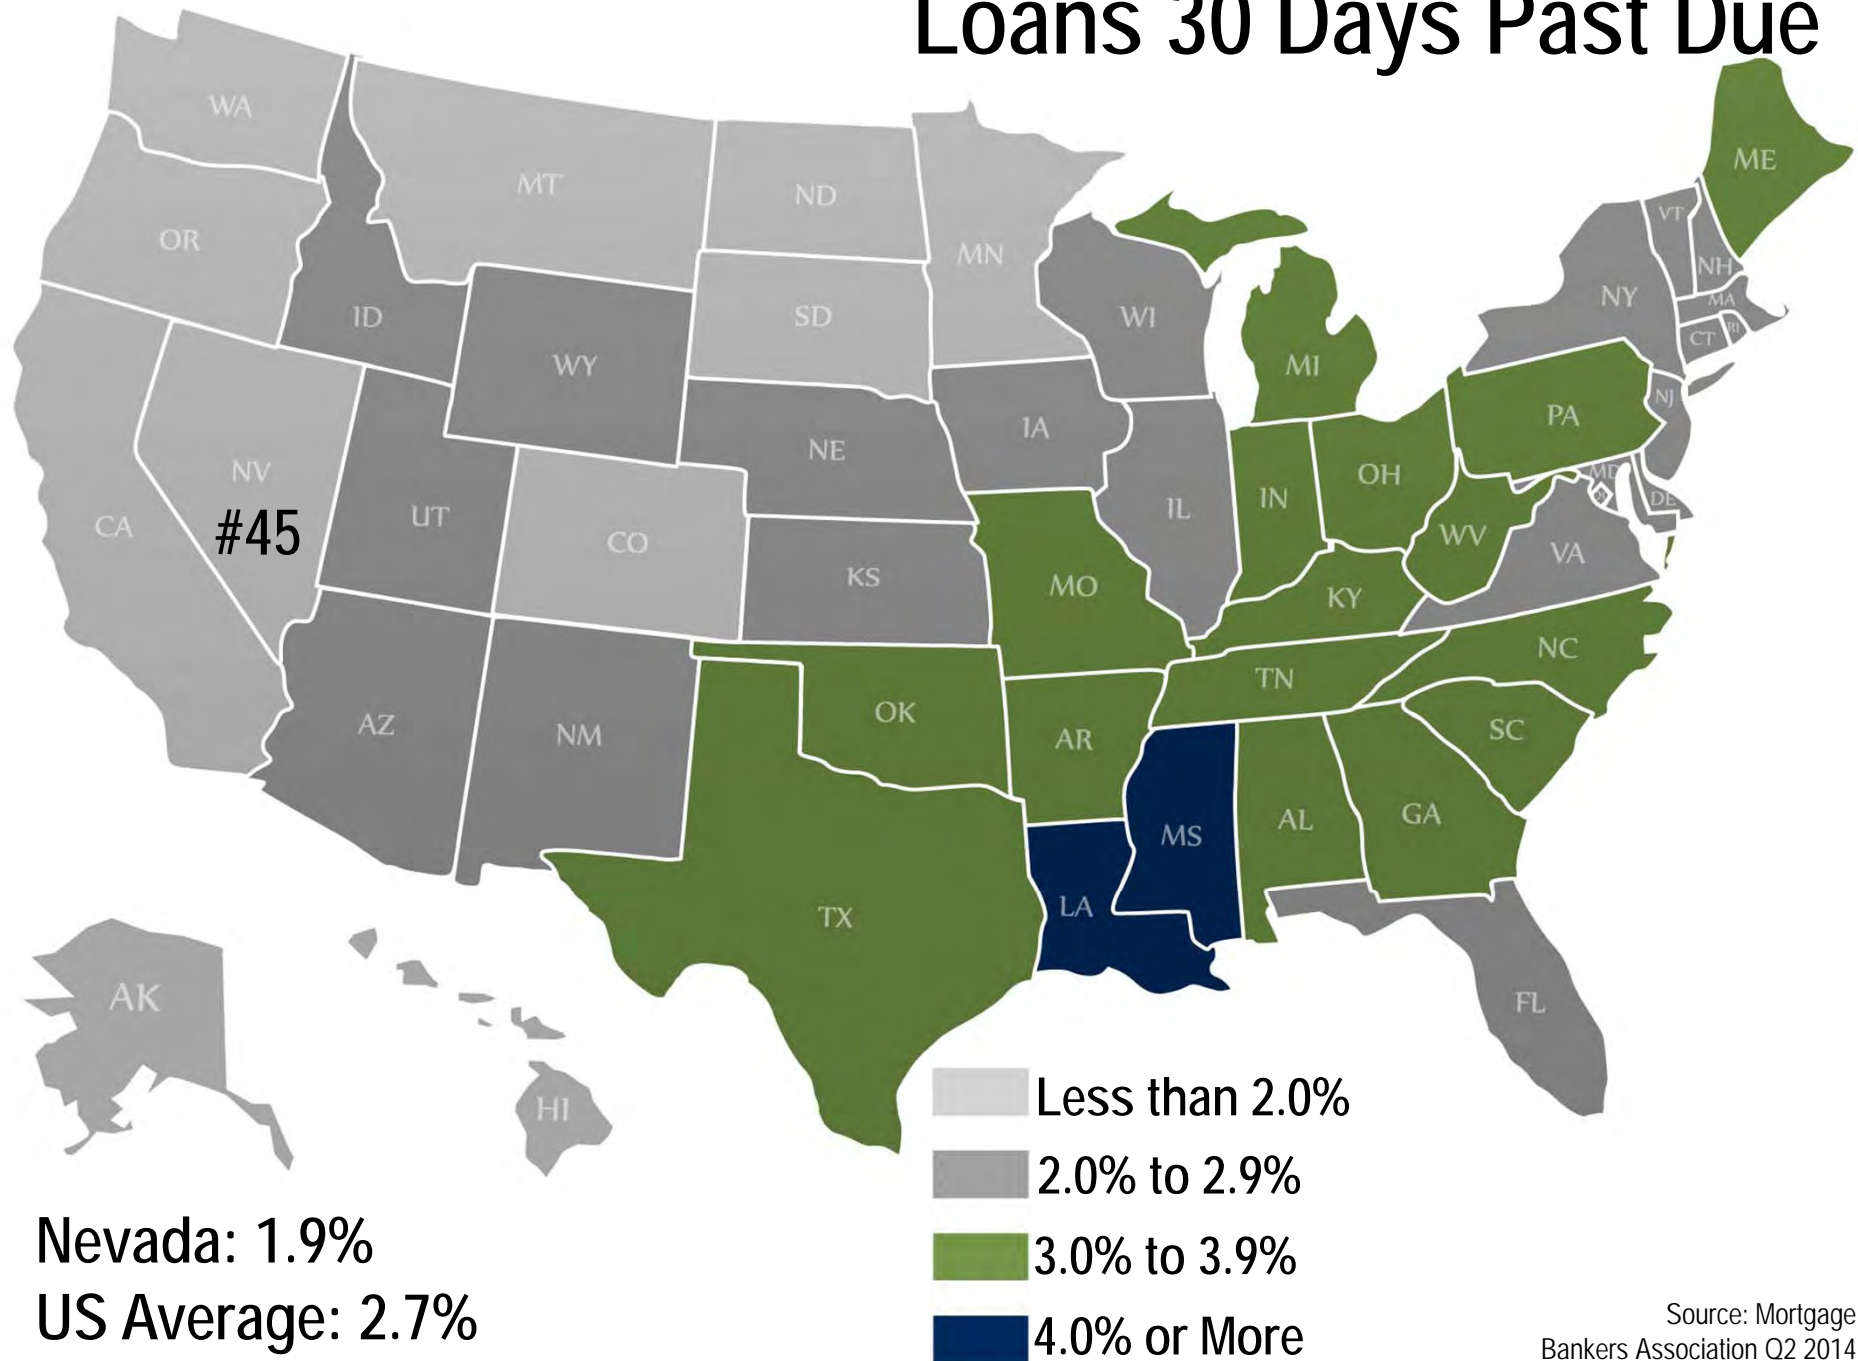 Loans 30 Days Past Due
WA
MT
ND
MN
ME
OR
ID
WY
SD
WI
MI
NY
VT
NH
MA
CT
RI
NV
#45
CA
UT
CO
NE
KS
IA
IL
MO
IN
OH
PA
NJ
MD
DC
DE
WV
VA
KY
TN
NC
SC
AZ
NM
OK
AR
TX
LA
MS
AL
GA
FL
AK
HI
Less than 2.0%
2.0% to 2.9%
3.0% to 3.9%
4.0% or More
Nevada: 1.9%
US Average: 2.7%
Source: Mortgage
Bankers Association Q2 2014